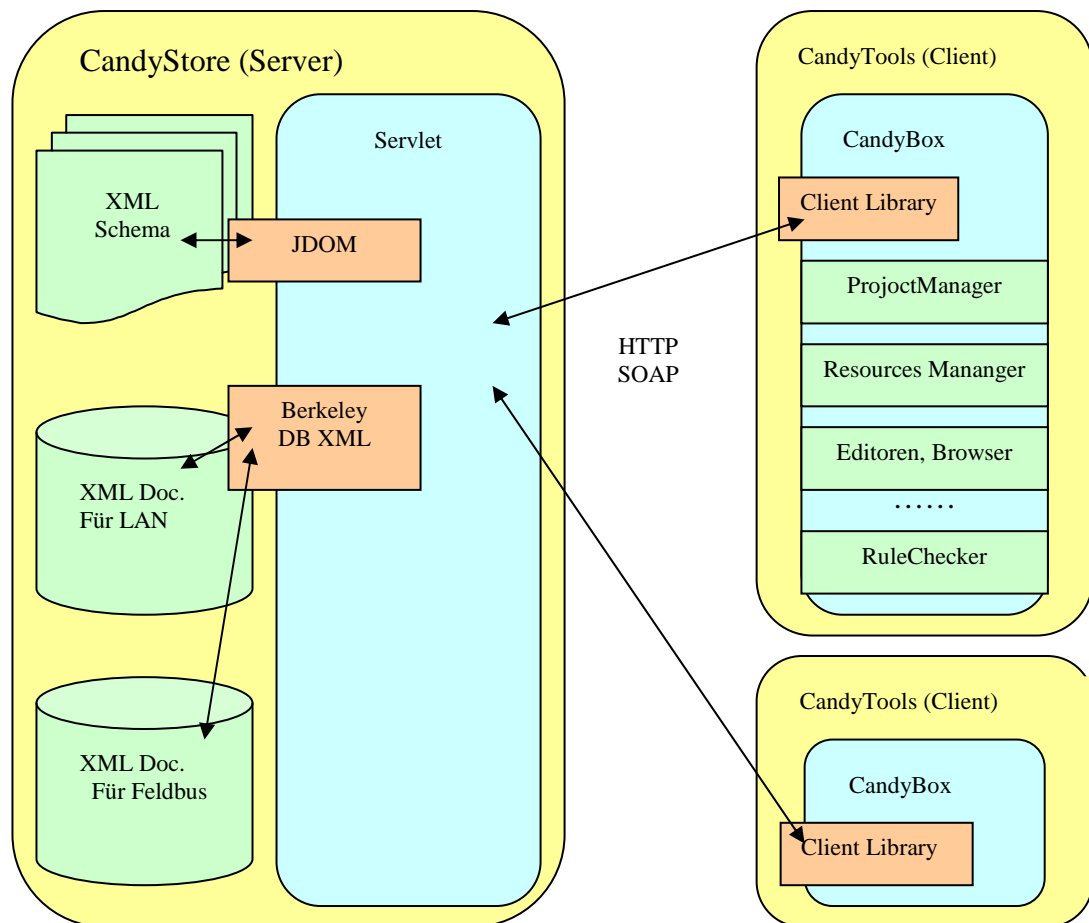 CandyStore (Server)
Servlet
XML
Schema
JDOM
Berkeley
DB XML
XML Doc.
Für LAN
XML Doc.
Für Feldbus
HTTP
SOAP
CandyTools (Client)
CandyBox
Client Library
ProjoctManager
Resources Mananger
Editoren, Browser
……
RuleChecker
CandyTools (Client)
CandyBox
Client Library